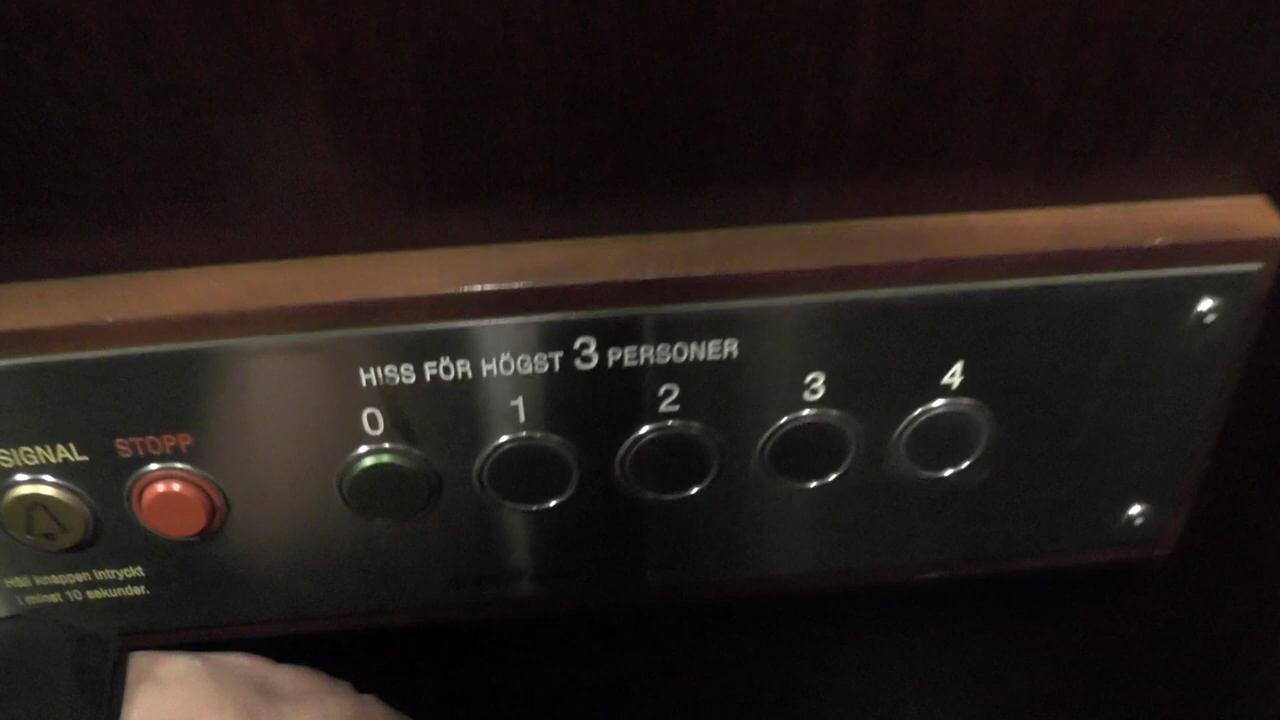 HISS FÖR HÖGST 3 PERSONER
0 1 2 3 4
SIGNAL STOPP
Håll knappen intryckt
i minst 10 sekunder.